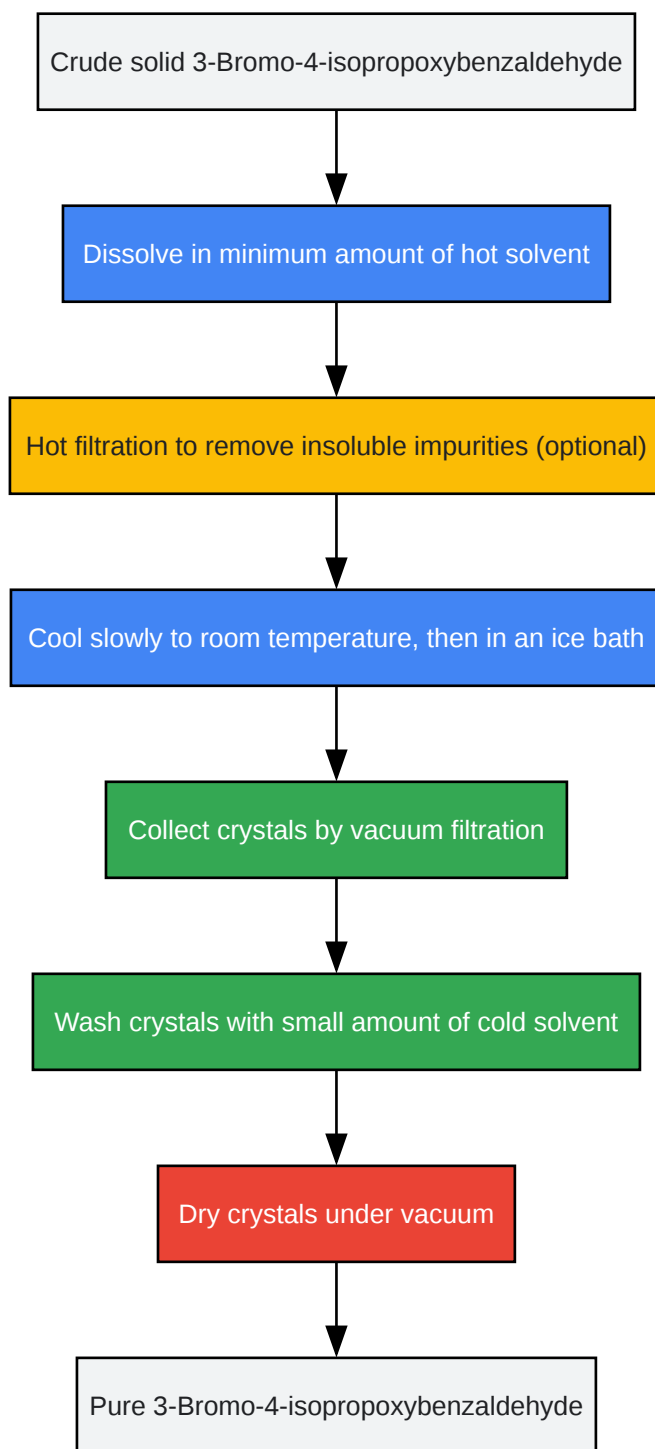 Crude solid 3-Bromo-4-isopropoxybenzaldehyde
Dissolve in minimum amount of hot solvent
Hot filtration to remove insoluble impurities (optional)
Cool slowly to room temperature, then in an ice bath
Collect crystals by vacuum filtration
Wash crystals with small amount of cold solvent
Dry crystals under vacuum
Pure 3-Bromo-4-isopropoxybenzaldehyde